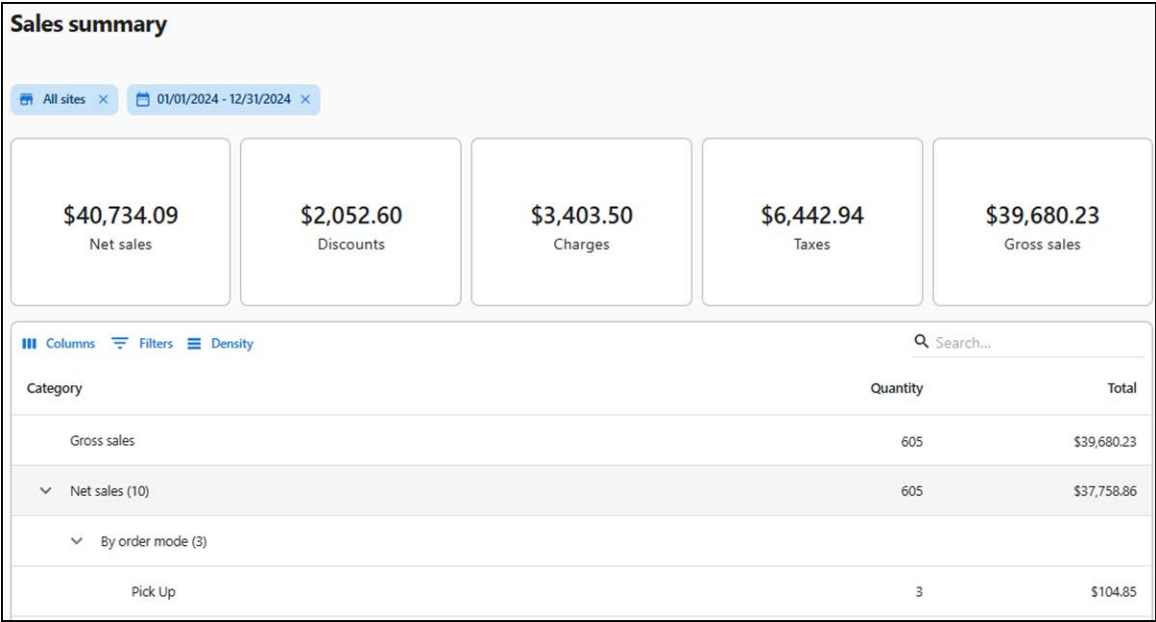 Sales summary
All sites 01/01/2024 - 12/31/2024
$40,734.09 $2,052.60 $3,403.50 $6,442.94 $39,680.23
Net sales Discounts Charges Taxes Gross sales
Columns Filters Density Search...
Category Quantity Total
Gross sales 605 $39,680.23
Net sales (10) 605 $37,758.86
By order mode (3)
Pick Up 3 $104.85